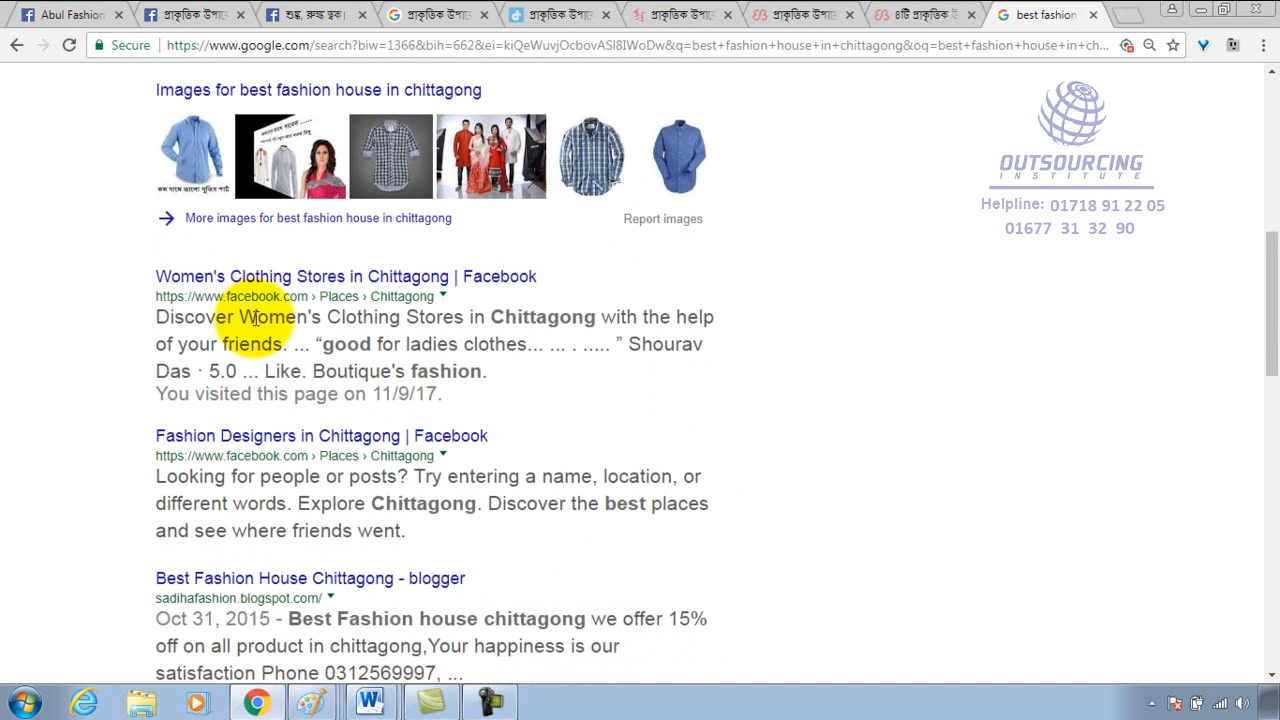 Abul Fashion
প্রাকৃতিক উপাে
শুষ্ক, রুক্ষ ত্বক।
প্রাকৃতিক উপাে
প্রাকৃতিক উপাে
প্রাকৃতিক উপাে
প্রাকৃতিক উপাে
৪টি প্রাকৃতিক উ
best fashion
Secure
https://www.google.com/search?biw=1366&bih=662&ei=kiQeWuvjOcbovASI8IWoDw&q=best+fashion+house+in+chittagong&oq=best+fashion+house+in+ch...
Images for best fashion house in chittagong
More images for best fashion house in chittagong
Report images
OUTSOURCING
INSTITUTE
Helpline: 01718 91 22 05
01677 31 32 90
Women's Clothing Stores in Chittagong | Facebook
https://www.facebook.com › Places › Chittagong
Discover Women's Clothing Stores in Chittagong with the help
of your friends. ... “good for ladies clothes... ... . ..... ” Shourav
Das · 5.0 ... Like. Boutique's fashion.
You visited this page on 11/9/17.
Fashion Designers in Chittagong | Facebook
https://www.facebook.com › Places › Chittagong
Looking for people or posts? Try entering a name, location, or
different words. Explore Chittagong. Discover the best places
and see where friends went.
Best Fashion House Chittagong - blogger
sadihafashion.blogspot.com/
Oct 31, 2015 - Best Fashion house chittagong we offer 15%
off on all product in chittagong,Your happiness is our
satisfaction Phone 0312569997, ...